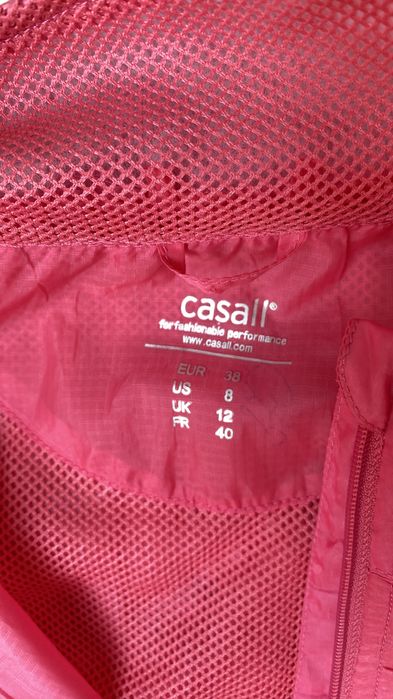 casall®
for fashionable performance
www.casall.com
EUR 38
US 8
UK 12
FR 40